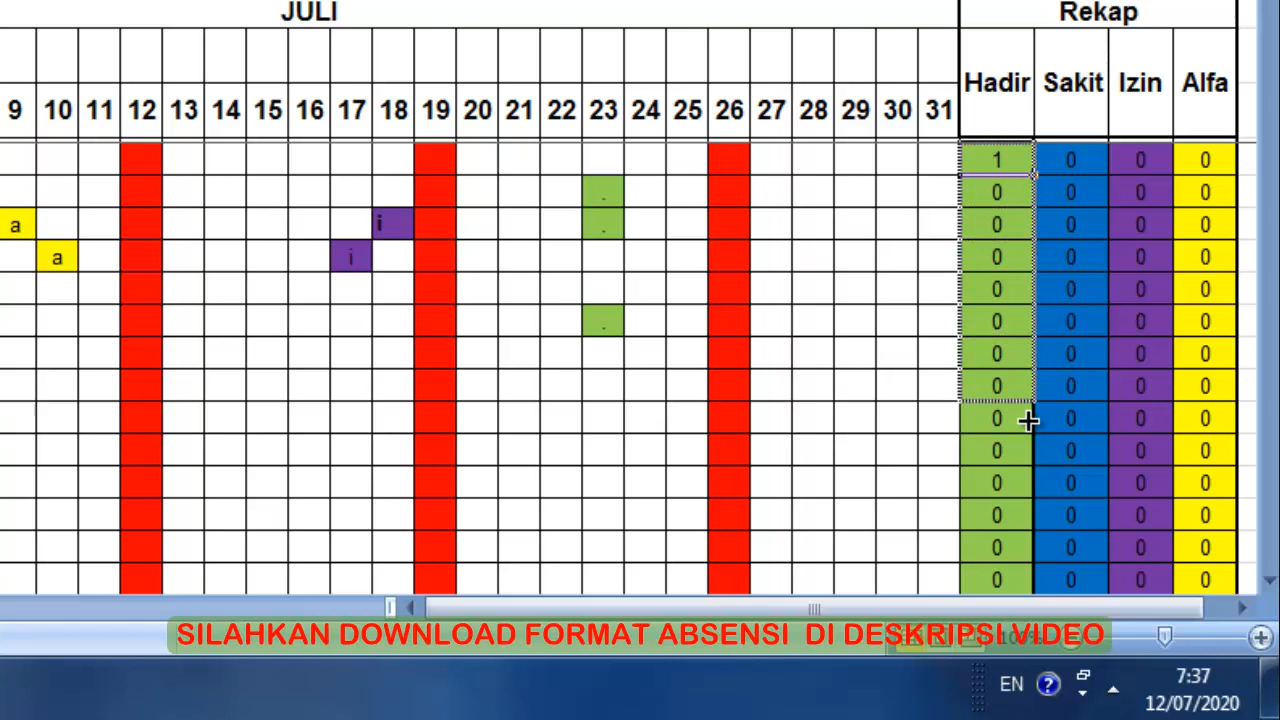 JULI Rekap
Hadir Sakit Izin Alfa
9 10 11 12 13 14 15 16 17 18 19 20 21 22 23 24 25 26 27 28 29 30 31
1 0 0 0
. 0 0 0 0
a i . 0 0 0 0
a i 0 0 0 0
0 0 0 0
. 0 0 0 0
0 0 0 0
0 0 0 0
0 0 0 0
0 0 0 0
0 0 0 0
0 0 0 0
0 0 0 0
0 0 0 0
SILAHKAN DOWNLOAD FORMAT ABSENSI DI DESKRIPSI VIDEO
EN ? 7:37
12/07/2020